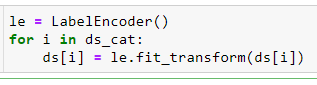 le = LabelEncoder()
for i in ds_cat:
    ds[i] = le.fit_transform(ds[i])